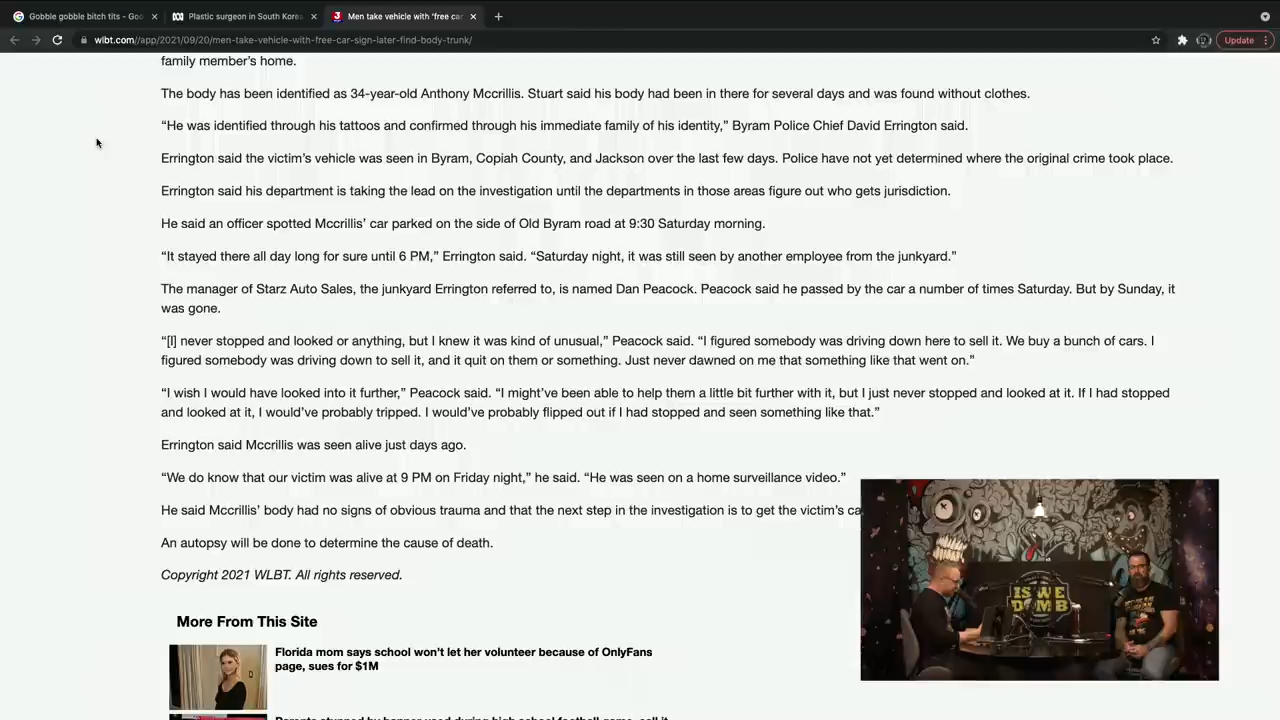 Gobble gobble bitch tits - Goo
Plastic surgeon in South Korea
Men take vehicle with ‘free car
wlbt.com//app/2021/09/20/men-take-vehicle-with-free-car-sign-later-find-body-trunk/
Update
family member’s home.
The body has been identified as 34-year-old Anthony Mccrillis. Stuart said his body had been in there for several days and was found without clothes.
“He was identified through his tattoos and confirmed through his immediate family of his identity,” Byram Police Chief David Errington said.
Errington said the victim’s vehicle was seen in Byram, Copiah County, and Jackson over the last few days. Police have not yet determined where the original crime took place.
Errington said his department is taking the lead on the investigation until the departments in those areas figure out who gets jurisdiction.
He said an officer spotted Mccrillis’ car parked on the side of Old Byram road at 9:30 Saturday morning.
“It stayed there all day long for sure until 6 PM,” Errington said. “Saturday night, it was still seen by another employee from the junkyard.”
The manager of Starz Auto Sales, the junkyard Errington referred to, is named Dan Peacock. Peacock said he passed by the car a number of times Saturday. But by Sunday, it
was gone.
“[I] never stopped and looked or anything, but I knew it was kind of unusual,” Peacock said. “I figured somebody was driving down here to sell it. We buy a bunch of cars. I
figured somebody was driving down to sell it, and it quit on them or something. Just never dawned on me that something like that went on.”
“I wish I would have looked into it further,” Peacock said. “I might’ve been able to help them a little bit further with it, but I just never stopped and looked at it. If I had stopped
and looked at it, I would’ve probably tripped. I would’ve probably flipped out if I had stopped and seen something like that.”
Errington said Mccrillis was seen alive just days ago.
“We do know that our victim was alive at 9 PM on Friday night,” he said. “He was seen on a home surveillance video.”
He said Mccrillis’ body had no signs of obvious trauma and that the next step in the investigation is to get the victim’s ca
An autopsy will be done to determine the cause of death.
Copyright 2021 WLBT. All rights reserved.
IS WE
DUMB
More From This Site
Florida mom says school won’t let her volunteer because of OnlyFans
page, sues for $1M